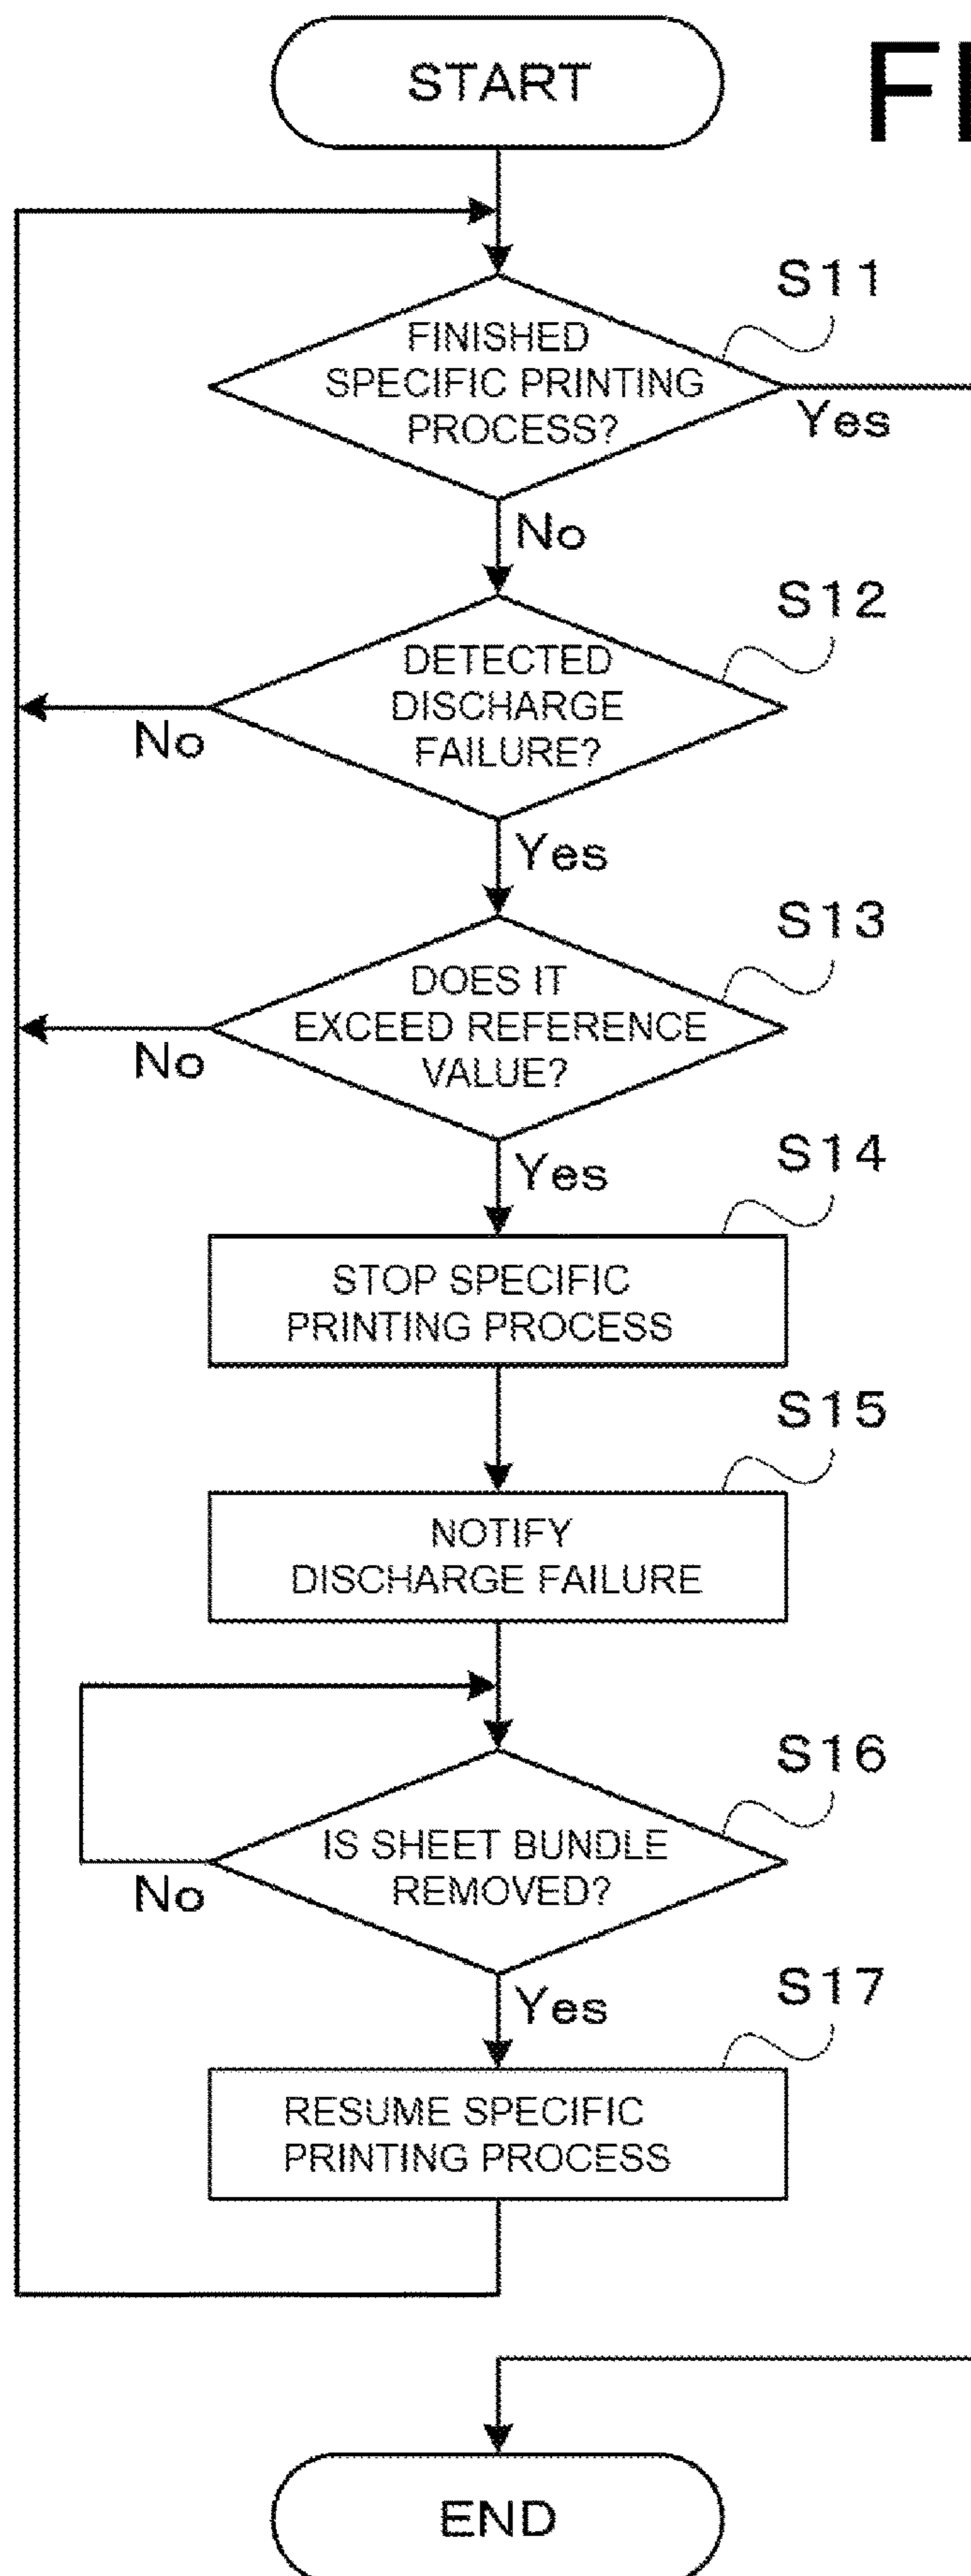 START
S11
FINISHED
SPECIFIC PRINTING
PROCESS?
Yes
No
S12
DETECTED
DISCHARGE
FAILURE?
No
Yes
S13
DOES IT
EXCEED REFERENCE
VALUE?
No
Yes
S14
STOP SPECIFIC
PRINTING PROCESS
S15
NOTIFY
DISCHARGE FAILURE
S16
IS SHEET BUNDLE
REMOVED?
No
Yes
S17
RESUME SPECIFIC
PRINTING PROCESS
END